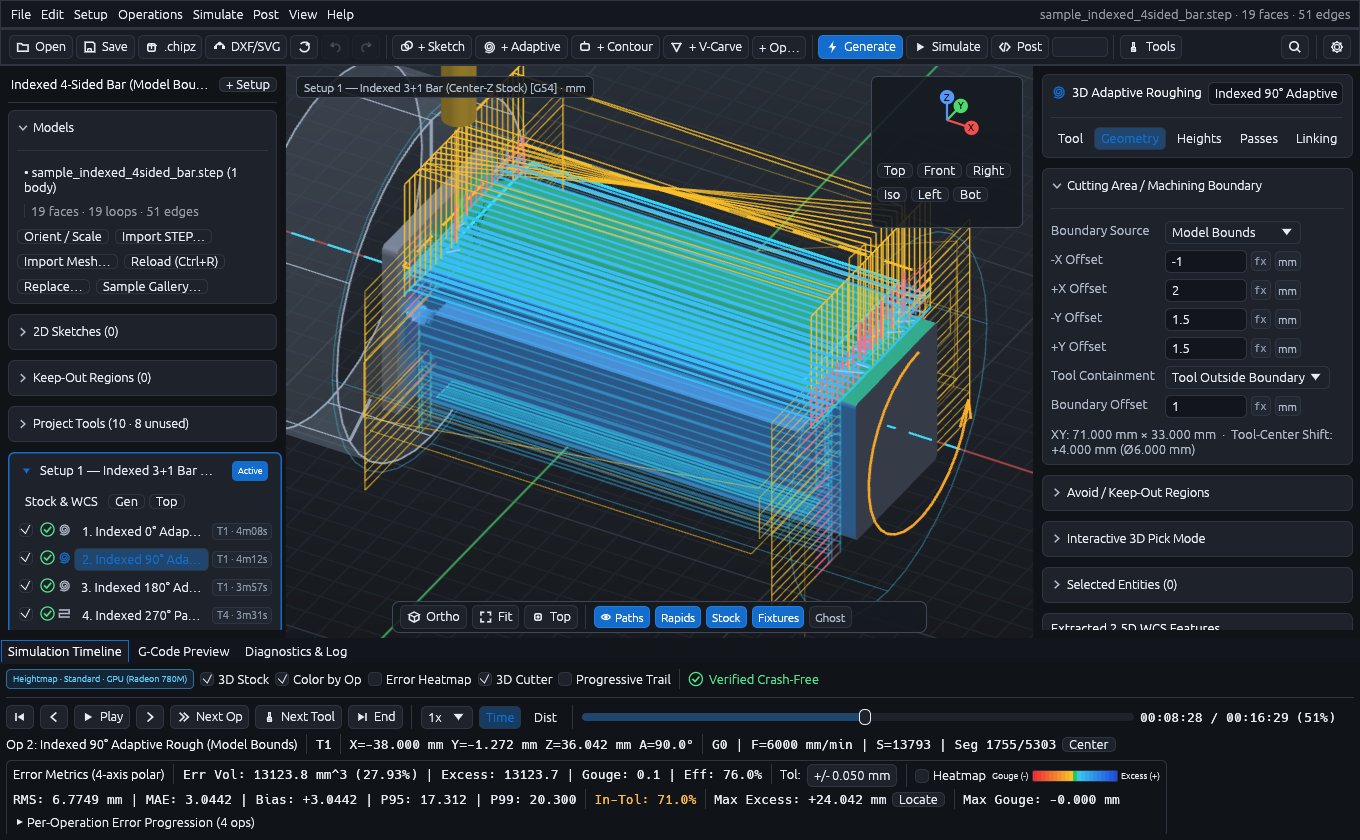 File Edit Setup Operations Simulate Post View Help
sample_indexed_4sided_bar.step · 19 faces · 51 edges
Open Save .chipz DXF/SVG + Sketch + Adaptive + Contour + V-Carve + Op… Generate Simulate Post Tools
Indexed 4-Sided Bar (Model Bou… + Setup
Models
• sample_indexed_4sided_bar.step (1
body)
19 faces · 19 loops · 51 edges
Orient / Scale Import STEP…
Import Mesh… Reload (Ctrl+R)
Replace… Sample Gallery…
2D Sketches (0)
Keep-Out Regions (0)
Project Tools (10 · 8 unused)
Setup 1 — Indexed 3+1 Bar … Active
Stock & WCS Gen Top
1. Indexed 0° Adap… T1 · 4m08s
2. Indexed 90° Ada… T1 · 4m12s
3. Indexed 180° Ad… T1 · 3m57s
4. Indexed 270° Pa… T4 · 3m31s
Setup 1 — Indexed 3+1 Bar (Center-Z Stock) [G54] · mm
Z Y X
Top Front Right
Iso Left Bot
Ortho Fit Top Paths Rapids Stock Fixtures Ghost
3D Adaptive Roughing Indexed 90° Adaptive
Tool Geometry Heights Passes Linking
Cutting Area / Machining Boundary
Boundary Source Model Bounds
-X Offset -1 fx mm
+X Offset 2 fx mm
-Y Offset 1.5 fx mm
+Y Offset 1.5 fx mm
Tool Containment Tool Outside Boundary
Boundary Offset 1 fx mm
XY: 71.000 mm × 33.000 mm · Tool-Center Shift:
+4.000 mm (Ø6.000 mm)
Avoid / Keep-Out Regions
Interactive 3D Pick Mode
Selected Entities (0)
Extracted 2.5D WCS Features
Simulation Timeline G-Code Preview Diagnostics & Log
Heightmap · Standard · GPU (Radeon 780M) 3D Stock Color by Op Error Heatmap 3D Cutter Progressive Trail Verified Crash-Free
Play Next Op Next Tool End 1x Time Dist 00:08:28 / 00:16:29 (51%)
Op 2: Indexed 90° Adaptive Rough (Model Bounds) T1 X=-38.000 mm Y=-1.272 mm Z=36.042 mm A=90.0° G0 | F=6000 mm/min | S=13793 | Seg 1755/5303 Center
Error Metrics (4-axis polar) Err Vol: 13123.8 mm^3 (27.93%) | Excess: 13123.7 | Gouge: 0.1 | Eff: 76.0% Tol: +/- 0.050 mm Heatmap Gouge (-) Excess (+)
RMS: 6.7749 mm | MAE: 3.0442 | Bias: +3.0442 | P95: 17.312 | P99: 20.300 In-Tol: 71.0% Max Excess: +24.042 mm Locate Max Gouge: -0.000 mm
Per-Operation Error Progression (4 ops)